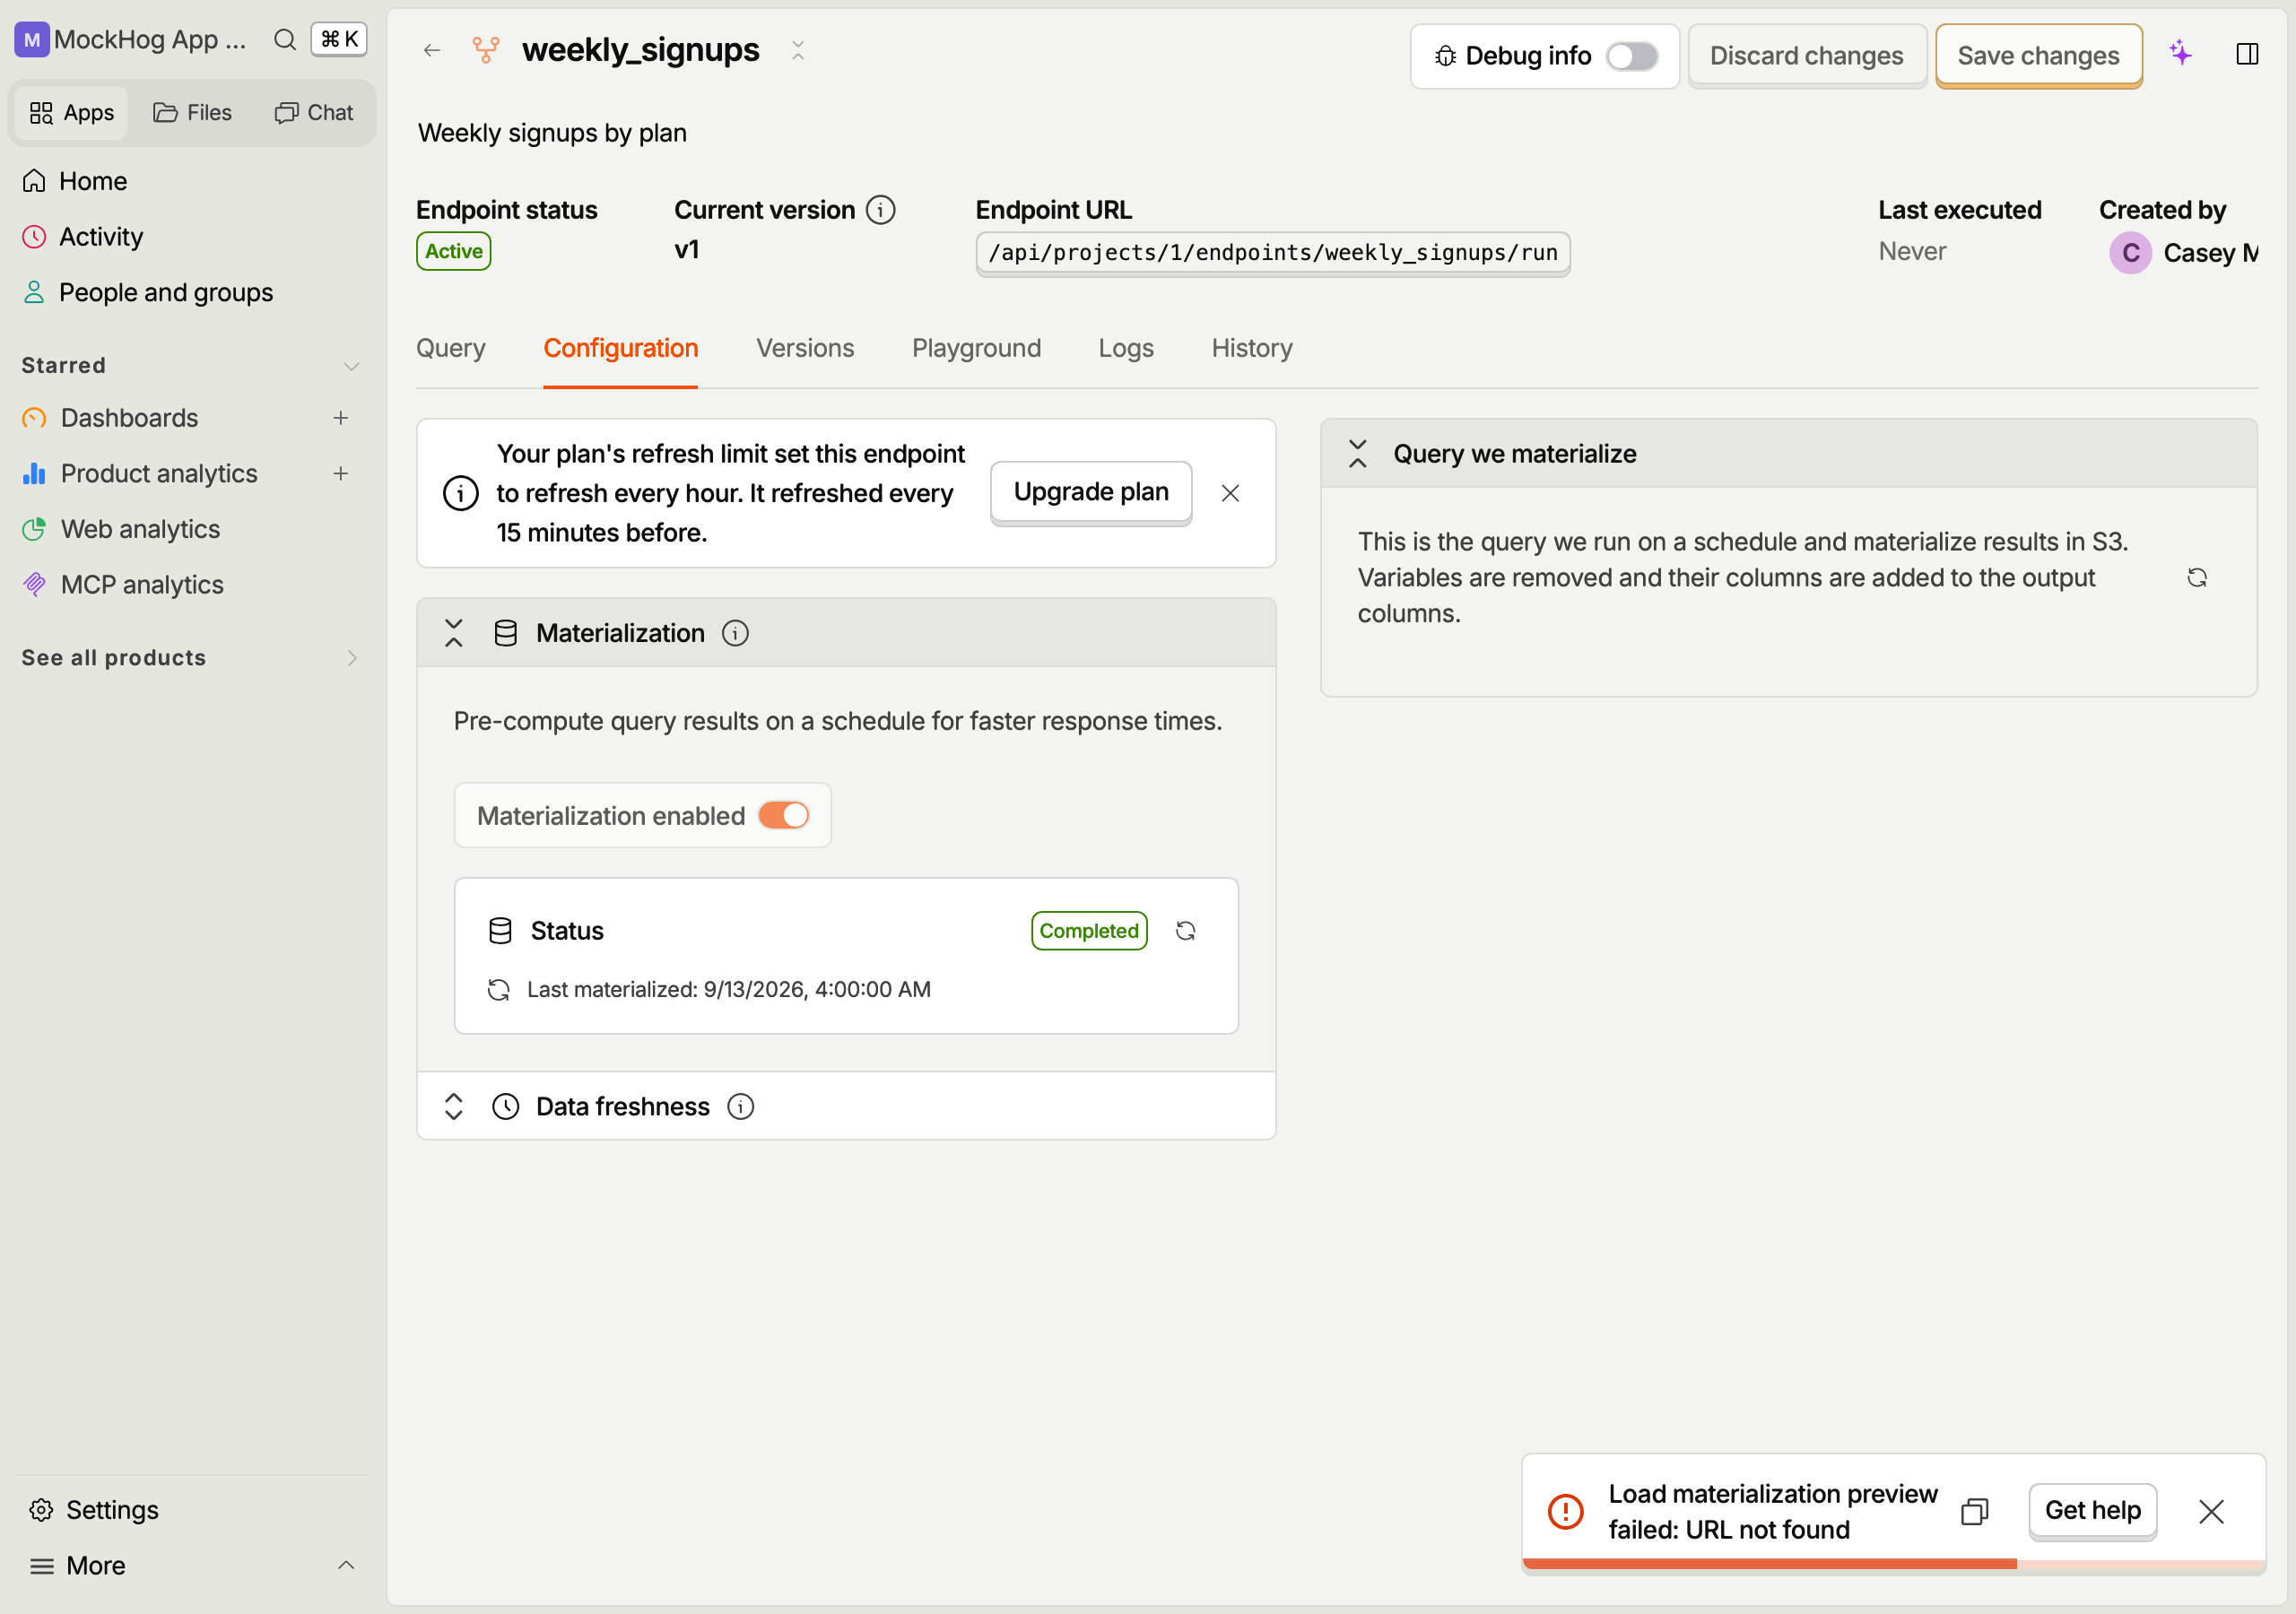 M MockHog App ... ⌘K
Apps
Files
Chat
Home
Activity
People and groups
Starred
Dashboards
Product analytics
Web analytics
MCP analytics
See all products
Settings
More
weekly_signups
Debug info
Discard changes
Save changes
Weekly signups by plan
Endpoint status
Active
Current version
v1
Endpoint URL
/api/projects/1/endpoints/weekly_signups/run
Last executed
Never
Created by
C Casey M
Query
Configuration
Versions
Playground
Logs
History
Your plan's refresh limit set this endpoint
to refresh every hour. It refreshed every
15 minutes before.
Upgrade plan
Materialization
Pre-compute query results on a schedule for faster response times.
Materialization enabled
Status
Completed
Last materialized: 9/13/2026, 4:00:00 AM
Data freshness
Query we materialize
This is the query we run on a schedule and materialize results in S3.
Variables are removed and their columns are added to the output
columns.
Load materialization preview
failed: URL not found
Get help